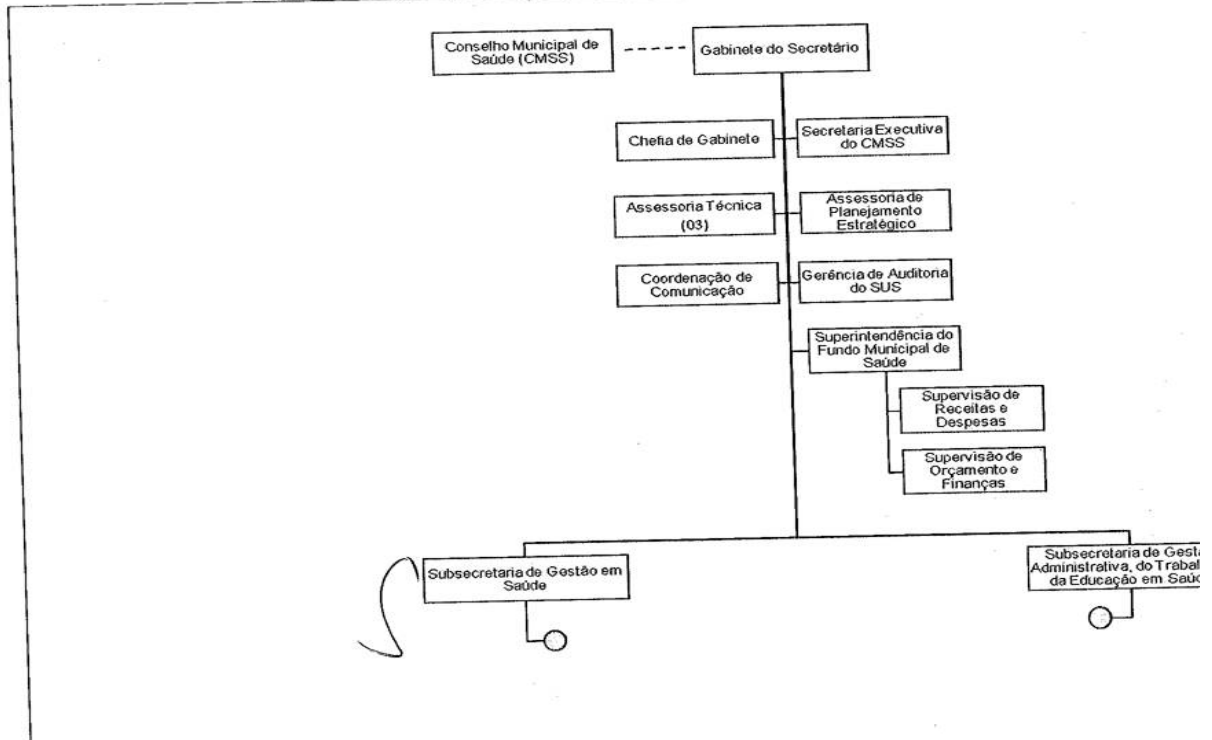 Conselho Municipal de
Saúde (CMSS)
Gabinete do Secretário
Chefia de Gabinete
Secretaria Executiva
do CMSS
Assessoria Técnica
(03)
Assessoria de
Planejamento
Estratégico
Coordenação de
Comunicação
Gerência de Auditoria
do SUS
Superintendência do
Fundo Municipal de
Saúde
Supervisão de
Receitas e
Despesas
Supervisão de
Orçamento e
Finanças
Subsecretaria de Gestão em
Saúde
Subsecretaria de Gest
Administrativa, do Trabal
da Educação em Saú